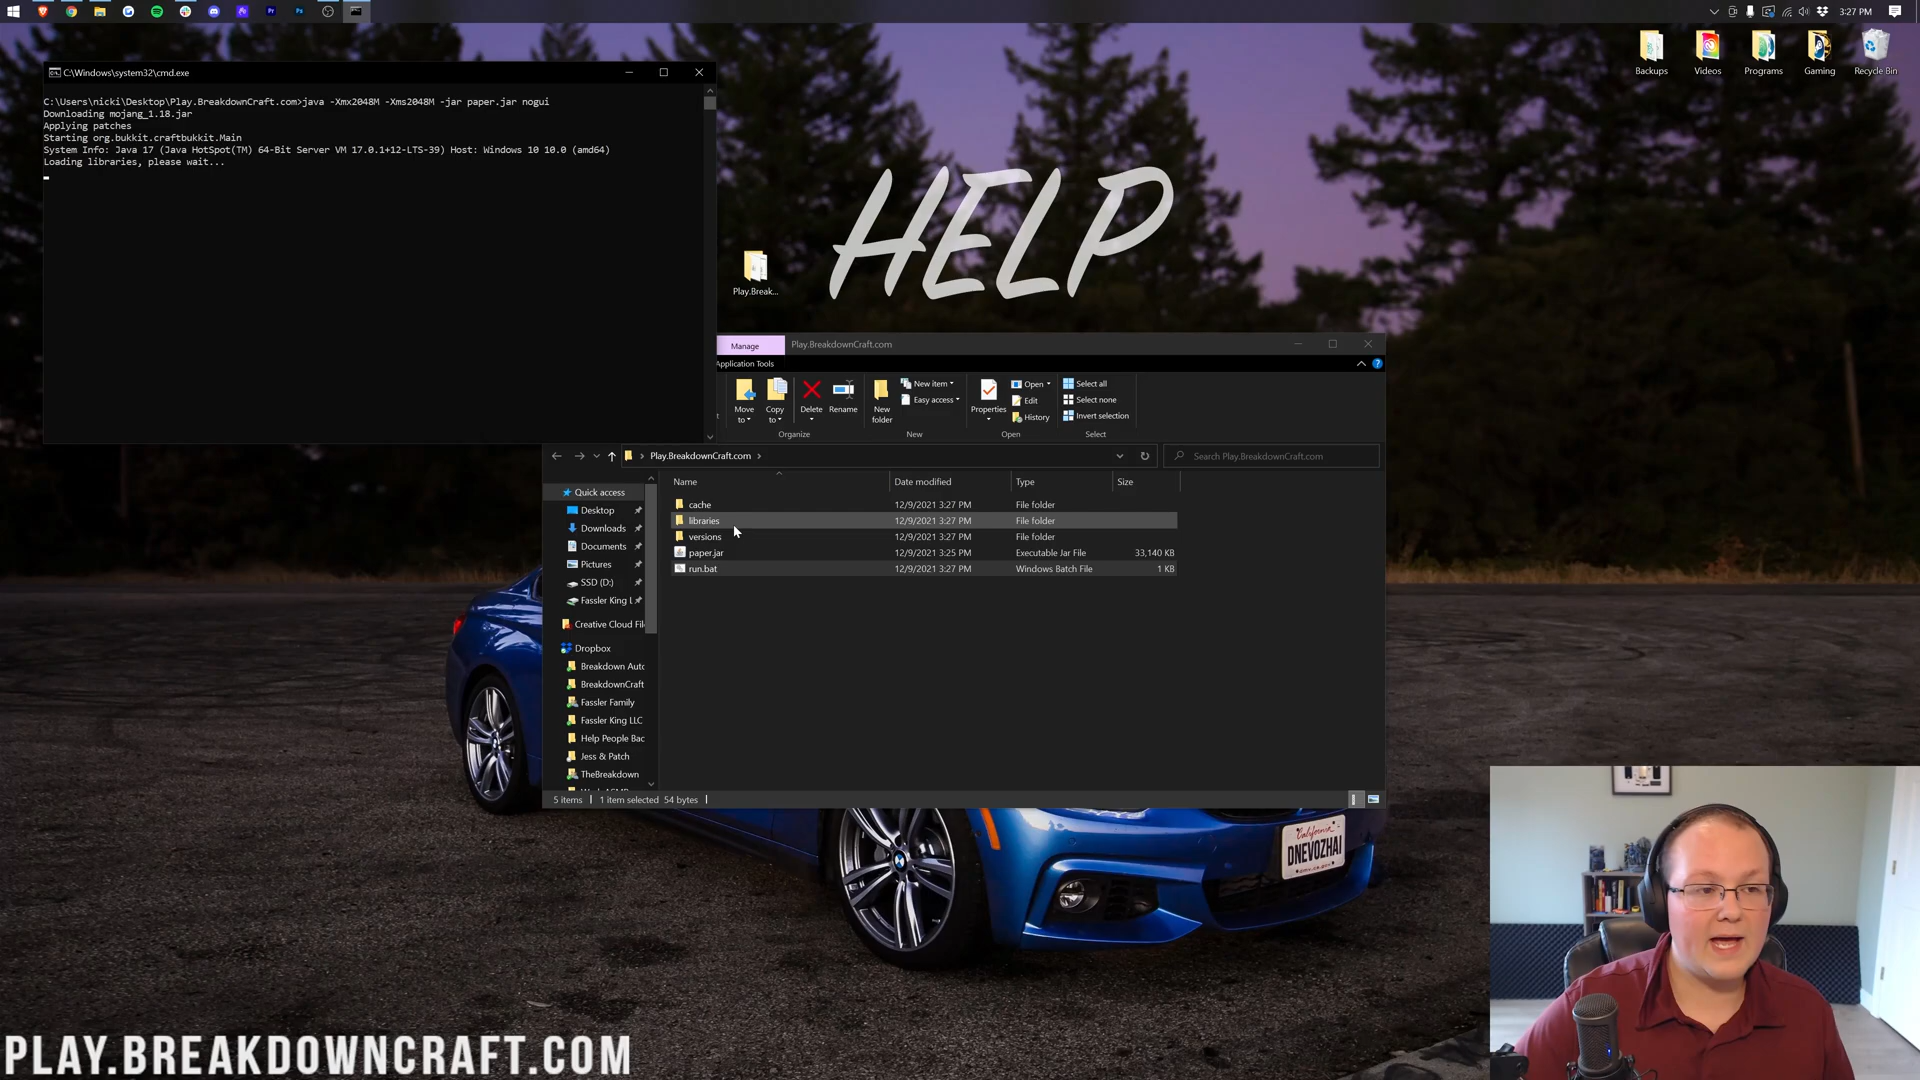 3:27 PM
Backups
Videos
Programs
Gaming
Recycle Bin
C:\Windows\system32\cmd.exe
C:\Users\nicki\Desktop\Play.BreakdownCraft.com>java -Xmx2048M -Xms2048M -jar paper.jar nogui
Downloading mojang_1.18.jar
Applying patches
Starting org.bukkit.craftbukkit.Main
System Info: Java 17 (Java HotSpot(TM) 64-Bit Server VM 17.0.1+12-LTS-39) Host: Windows 10 10.0 (amd64)
Loading libraries, please wait...
HELP
Play.Break...
Manage
Play.BreakdownCraft.com
Application Tools
Move to
Copy to
Delete
Rename
New folder
New item
Easy access
Properties
Open
Edit
History
Select all
Select none
Invert selection
Organize
New
Open
Select
Play.BreakdownCraft.com
Search Play.BreakdownCraft.com
Name
Date modified
Type
Size
cache 12/9/2021 3:27 PM File folder
libraries 12/9/2021 3:27 PM File folder
versions 12/9/2021 3:27 PM File folder
paper.jar 12/9/2021 3:25 PM Executable Jar File 33,140 KB
run.bat 12/9/2021 3:27 PM Windows Batch File 1 KB
Quick access
Desktop
Downloads
Documents
Pictures
SSD (D:)
Fassler King L
Creative Cloud Fil
Dropbox
Breakdown Auto
BreakdownCraft
Fassler Family
Fassler King LLC
Help People Bac
Jess & Patch
TheBreakdown
5 items
1 item selected 54 bytes
California
DNEVOZHAI
PLAY.BREAKDOWNCRAFT.COM